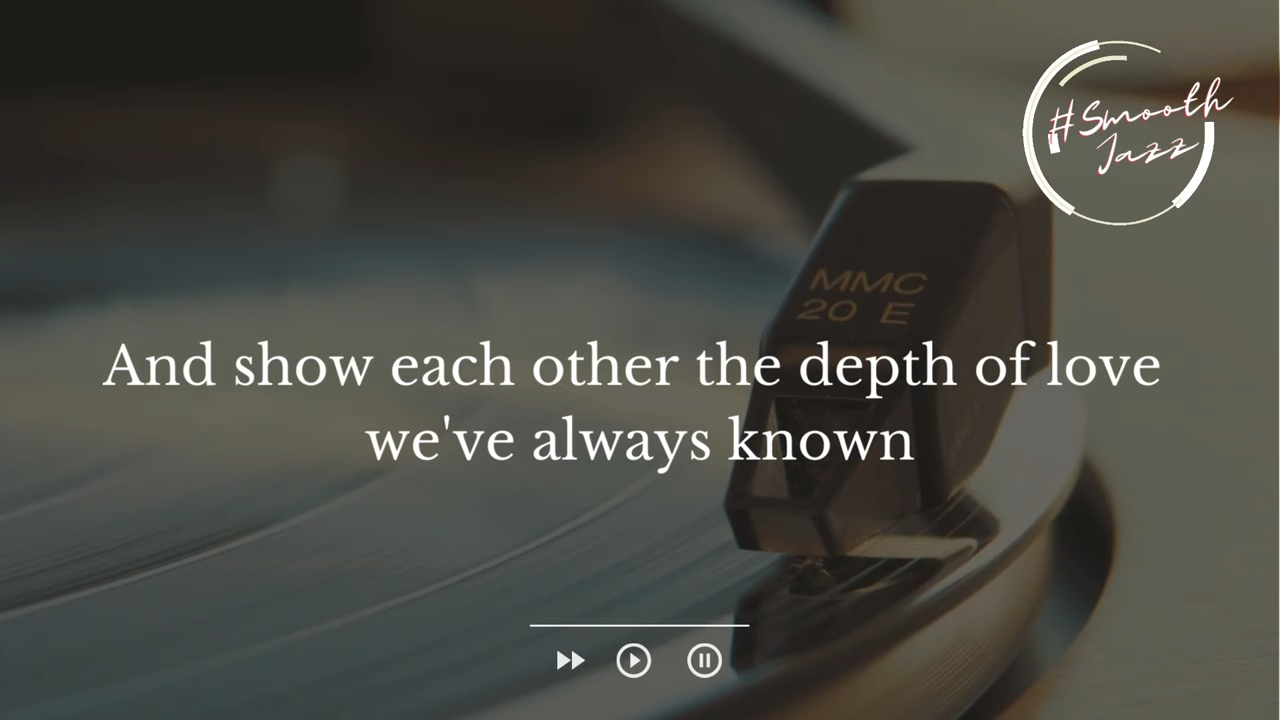 #Smooth
Jazz
MMC
20 E
And show each other the depth of love
we've always known